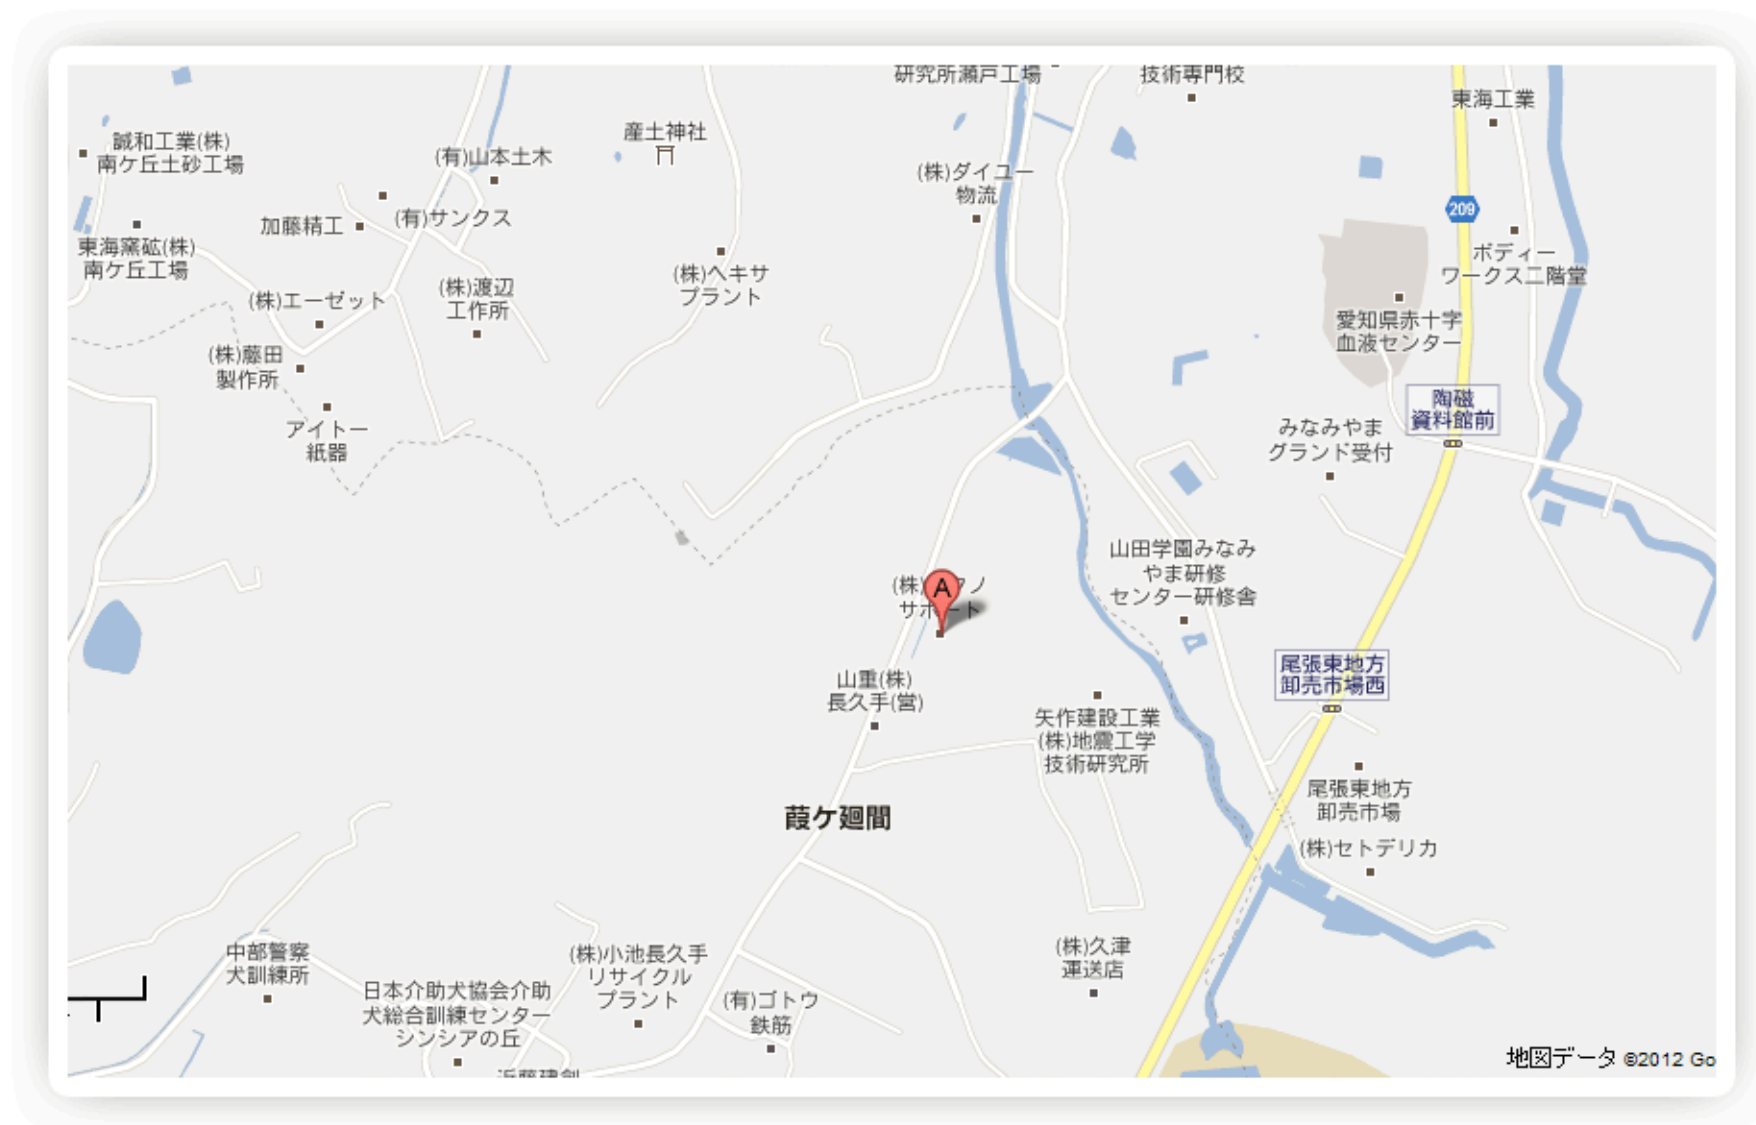 研究所瀬戸工場
技術専門校
東海工業
誠和工業(株)
南ケ丘土砂工場
(有)山本土木
産土神社
(株)ダイユー
物流
209
加藤精工
(有)サンクス
東海窯砿(株)
南ケ丘工場
(株)ヘキサ
プラント
ボディー
ワークス二階堂
(株)エーゼット
(株)渡辺
工作所
愛知県赤十字
血液センター
(株)藤田
製作所
陶磁
資料館前
アイトー
紙器
みなみやま
グランド受付
山田学園みなみ
やま研修
センター研修舎
(株)
ノ
サポート
A
尾張東地方
卸売市場西
山重(株)
長久手(営)
矢作建設工業
(株)地震工学
技術研究所
尾張東地方
卸売市場
葭ケ廻間
(株)セトデリカ
中部警察
犬訓練所
(株)小池長久手
リサイクル
プラント
(株)久津
運送店
日本介助犬協会介助
犬総合訓練センター
シンシアの丘
(有)ゴトウ
鉄筋
近藤建創
地図データ ©2012 Go